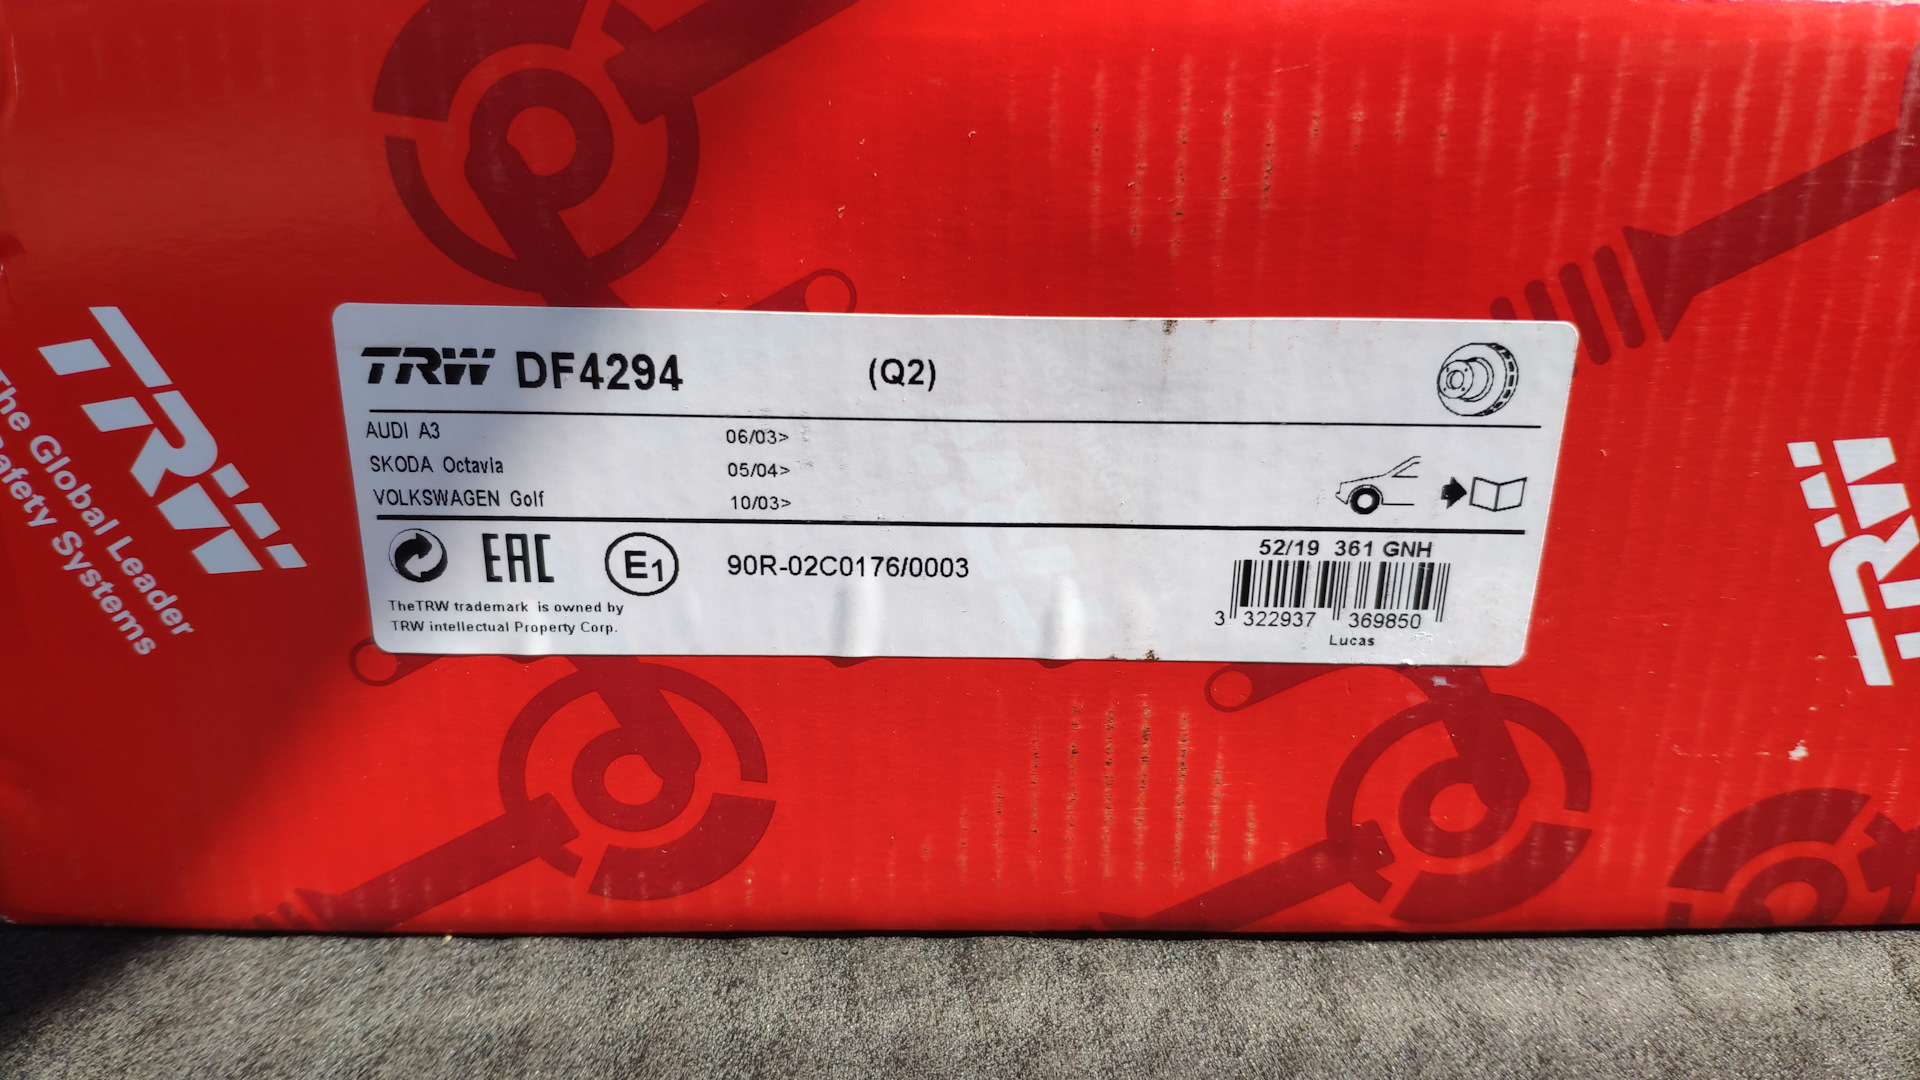 TRW DF4294 (Q2)
AUDI A3 06/03>
SKODA Octavia 05/04>
VOLKSWAGEN Golf 10/03>
EAC E1 90R-02C0176/0003
TheTRW trademark is owned by
TRW intellectual Property Corp.
52/19 361 GNH
3 322937 369850
Lucas
TRW
The Global Leader
Safety Systems
TRW